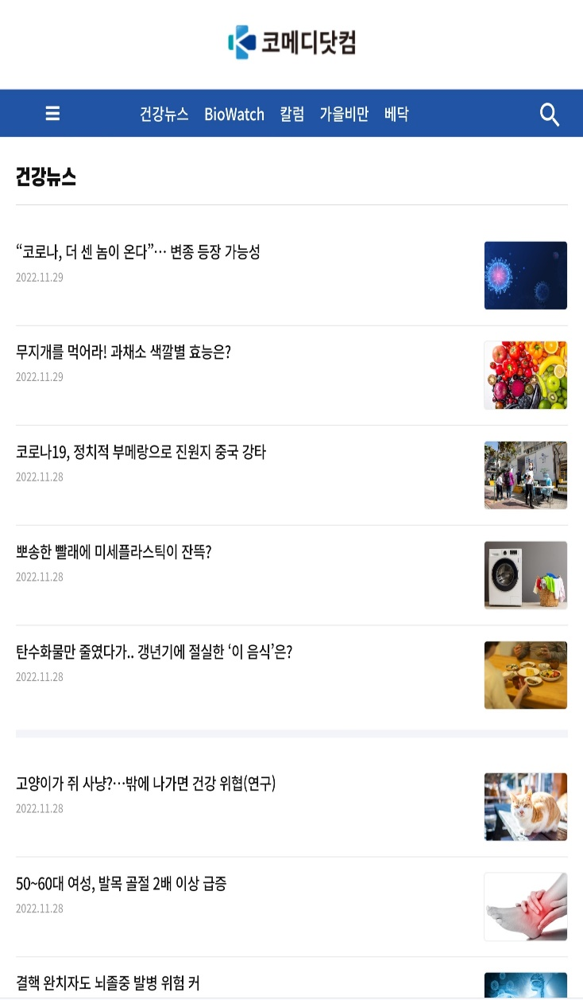 코메디닷컴
건강뉴스 BioWatch 칼럼 가을비만 베닥
건강뉴스
“코로나, 더 센 놈이 온다”… 변종 등장 가능성
2022.11.29
무지개를 먹어라! 과채소 색깔별 효능은?
2022.11.29
코로나19, 정치적 부메랑으로 진원지 중국 강타
2022.11.28
뽀송한 빨래에 미세플라스틱이 잔뜩?
2022.11.28
탄수화물만 줄였다가.. 갱년기에 절실한 ‘이 음식’은?
2022.11.28
고양이가 쥐 사냥?…밖에 나가면 건강 위협(연구)
2022.11.28
50~60대 여성, 발목 골절 2배 이상 급증
2022.11.28
결핵 완치자도 뇌졸중 발병 위험 커